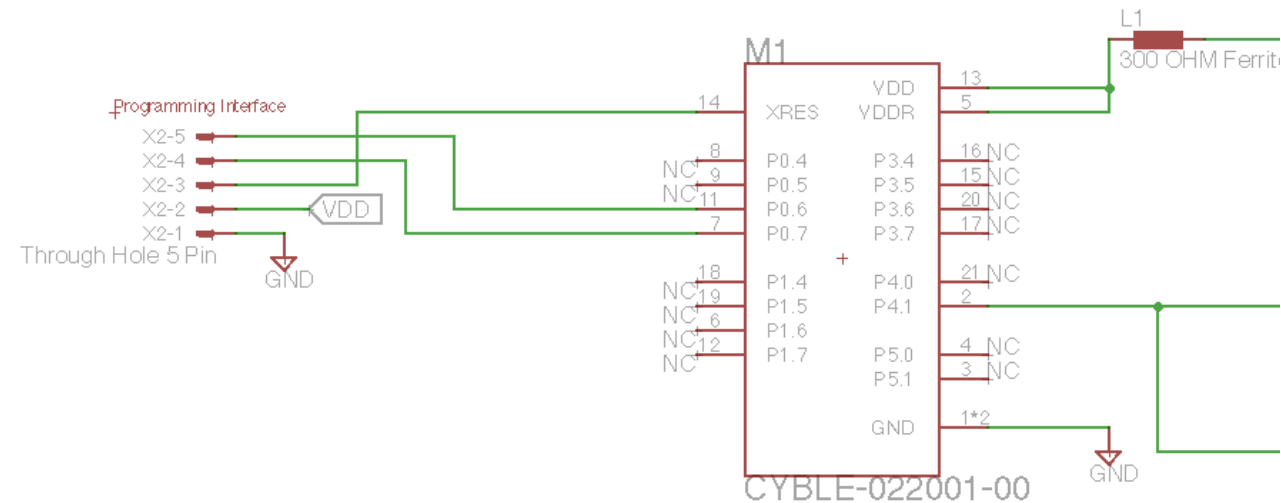 L1
300 OHM Ferrit
M1
Programming Interface
X2-5
X2-4
X2-3
X2-2
X2-1
VDD
Through Hole 5 Pin
GND
14 XRES
8 P0.4
NC
9 P0.5
NC
11 P0.6
7 P0.7
18 P1.4
NC
19 P1.5
NC
6 P1.6
NC
12 P1.7
NC
VDD 13
VDDR 5
P3.4 16 NC
P3.5 15 NC
P3.6 20 NC
P3.7 17 NC
P4.0 21 NC
P4.1 2
P5.0 4 NC
P5.1 3 NC
GND 1*2
GND
CYBLE-022001-00